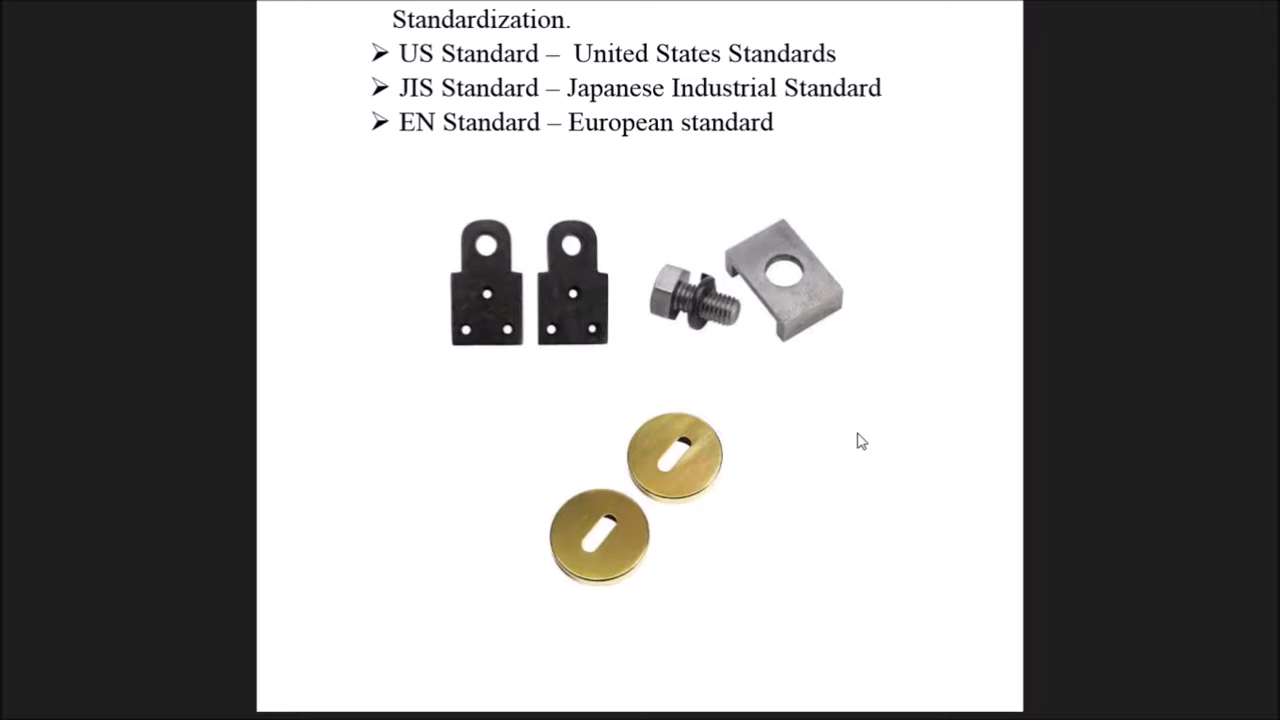 Standardization.
➢ US Standard – United States Standards
➢ JIS Standard – Japanese Industrial Standard
➢ EN Standard – European standard